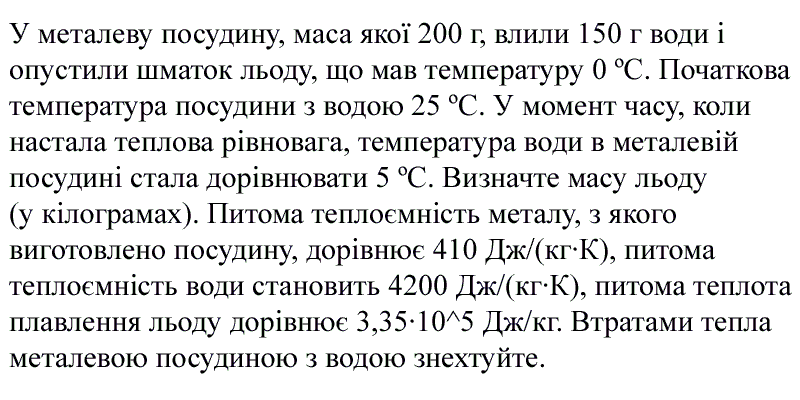 У металеву посудину, маса якої 200 г, влили 150 г води і
опустили шматок льоду, що мав температуру 0 ºС. Початкова
температура посудини з водою 25 ºС. У момент часу, коли
настала теплова рівновага, температура води в металевій
посудині стала дорівнювати 5 ºС. Визначте масу льоду
(у кілограмах). Питома теплоємність металу, з якого
виготовлено посудину, дорівнює 410 Дж/(кг·К), питома
теплоємність води становить 4200 Дж/(кг·К), питома теплота
плавлення льоду дорівнює 3,35·10^5 Дж/кг. Втратами тепла
металевою посудиною з водою знехтуйте.